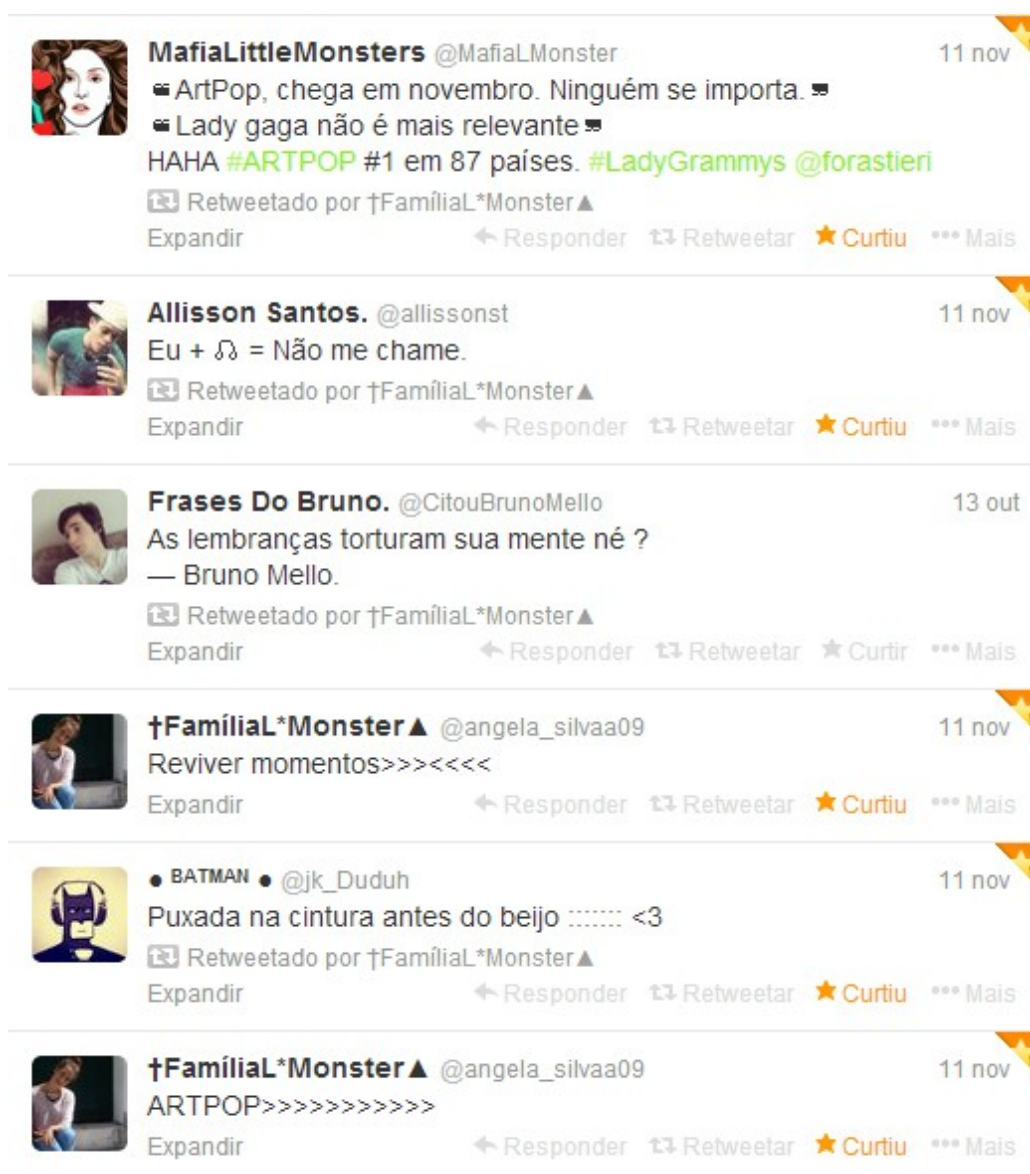 MafiaLittleMonsters @MafiaLMonster 11 nov
❝ArtPop, chega em novembro. Ninguém se importa.❞
❝Lady gaga não é mais relevante❞
HAHA #ARTPOP #1 em 87 países. #LadyGrammys @forastieri
Retweetado por †FamíliaL*Monster▲
Expandir Responder Retweetar Curtiu Mais
Allisson Santos. @allissonst 11 nov
Eu + 🎧 = Não me chame.
Retweetado por †FamíliaL*Monster▲
Expandir Responder Retweetar Curtiu Mais
Frases Do Bruno. @CitouBrunoMello 13 out
As lembranças torturam sua mente né ?
— Bruno Mello.
Retweetado por †FamíliaL*Monster▲
Expandir Responder Retweetar Curtir Mais
†FamíliaL*Monster▲ @angela_silvaa09 11 nov
Reviver momentos>>><<<<
Expandir Responder Retweetar Curtiu Mais
● ᴮᴬᵀᴹᴬᴺ ● @jk_Duduh 11 nov
Puxada na cintura antes do beijo ::::::: <3
Retweetado por †FamíliaL*Monster▲
Expandir Responder Retweetar Curtiu Mais
†FamíliaL*Monster▲ @angela_silvaa09 11 nov
ARTPOP>>>>>>>>>>>
Expandir Responder Retweetar Curtiu Mais